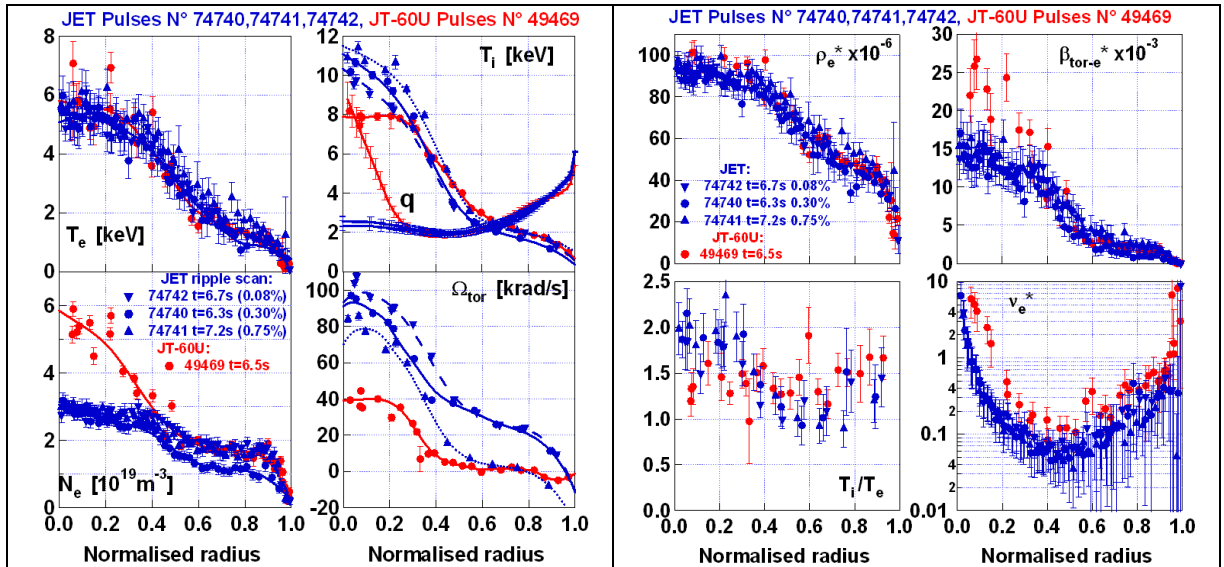 JET Pulses N° 74740,74741,74742, JT-60U Pulses N° 49469
8
6
4
2
0
T_e [keV]
12
10
8
6
4
2
0
T_i [keV]
q
JET ripple scan:
74742 t=6.7s (0.08%)
74740 t=6.3s (0.30%)
74741 t=7.2s (0.75%)
JT-60U:
49469 t=6.5s
6
4
2
0
N_e [10^19m^-3]
0.0 0.2 0.4 0.6 0.8 1.0
Normalised radius
Ω_tor [krad/s]
100
80
60
40
20
0
-20
0.0 0.2 0.4 0.6 0.8 1.0
Normalised radius
JET Pulses N° 74740,74741,74742, JT-60U Pulses N° 49469
ρ_e^* x10^-6
100
80
60
40
20
0
JET:
74742 t=6.7s 0.08%
74740 t=6.3s 0.30%
74741 t=7.2s 0.75%
JT-60U:
49469 t=6.5s
β_tor-e^* x10^-3
30
25
20
15
10
5
0
2.5
2.0
1.5
1.0
0.5
0.0
T_i/T_e
0.0 0.2 0.4 0.6 0.8 1.0
Normalised radius
ν_e^*
10
1
0.1
0.01
0.0 0.2 0.4 0.6 0.8 1.0
Normalised radius